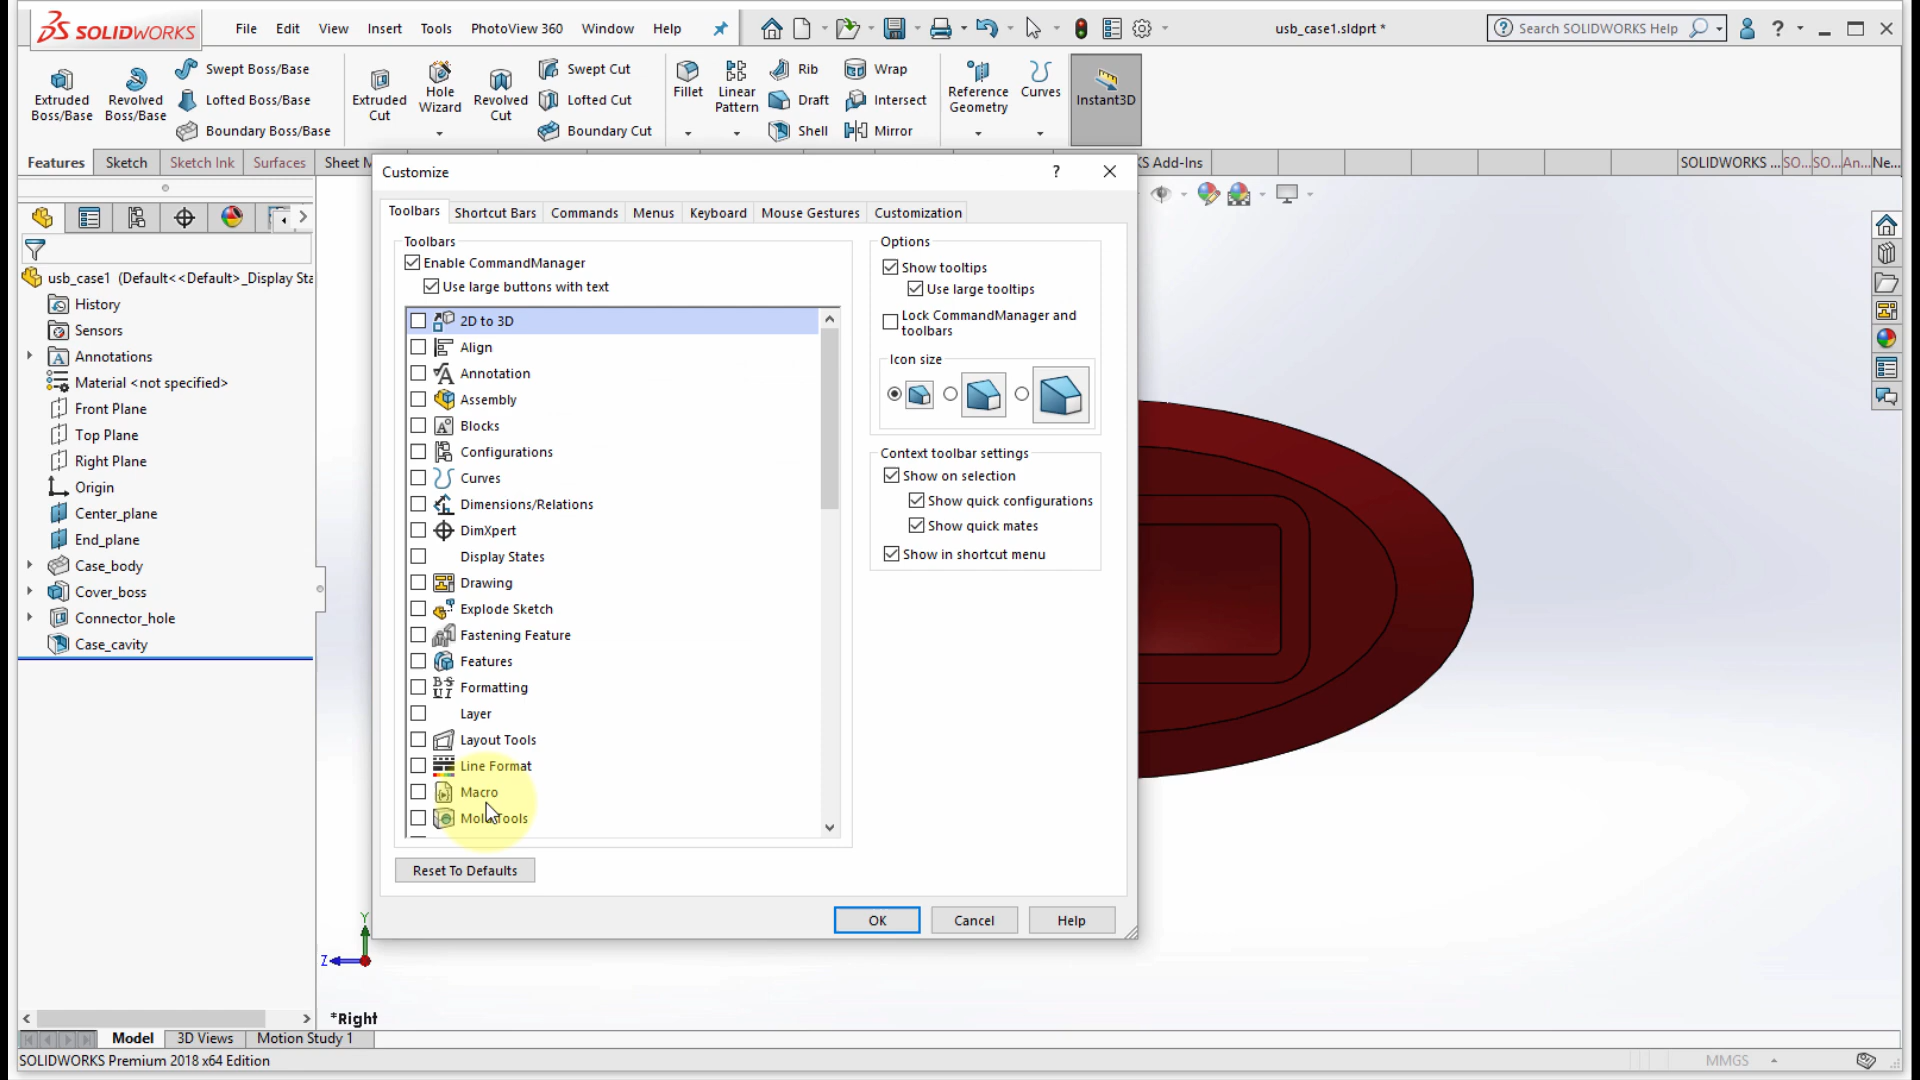 SOLIDWORKS
File Edit View Insert Tools PhotoView 360 Window Help
usb_case1.sldprt *
Search SOLIDWORKS Help
Extruded Boss/Base
Revolved Boss/Base
Swept Boss/Base
Lofted Boss/Base
Boundary Boss/Base
Extruded Cut
Hole Wizard
Revolved Cut
Swept Cut
Lofted Cut
Boundary Cut
Fillet
Linear Pattern
Rib
Draft
Shell
Wrap
Intersect
Mirror
Reference Geometry
Curves
Instant3D
Features Sketch Sketch Ink Surfaces Sheet M KS Add-Ins SOLIDWORKS ... SO... SO... An... Ne...
Customize
Toolbars Shortcut Bars Commands Menus Keyboard Mouse Gestures Customization
Toolbars
Enable CommandManager
Use large buttons with text
2D to 3D
Align
Annotation
Assembly
Blocks
Configurations
Curves
Dimensions/Relations
DimXpert
Display States
Drawing
Explode Sketch
Fastening Feature
Features
Formatting
Layer
Layout Tools
Line Format
Macro
Mold Tools
Reset To Defaults
Options
Show tooltips
Use large tooltips
Lock CommandManager and
toolbars
Icon size
Context toolbar settings
Show on selection
Show quick configurations
Show quick mates
Show in shortcut menu
OK Cancel Help
usb_case1 (Default<<Default>_Display Sta
History
Sensors
Annotations
Material <not specified>
Front Plane
Top Plane
Right Plane
Origin
Center_plane
End_plane
Case_body
Cover_boss
Connector_hole
Case_cavity
Y
Z
*Right
Model 3D Views Motion Study 1
SOLIDWORKS Premium 2018 x64 Edition
MMGS